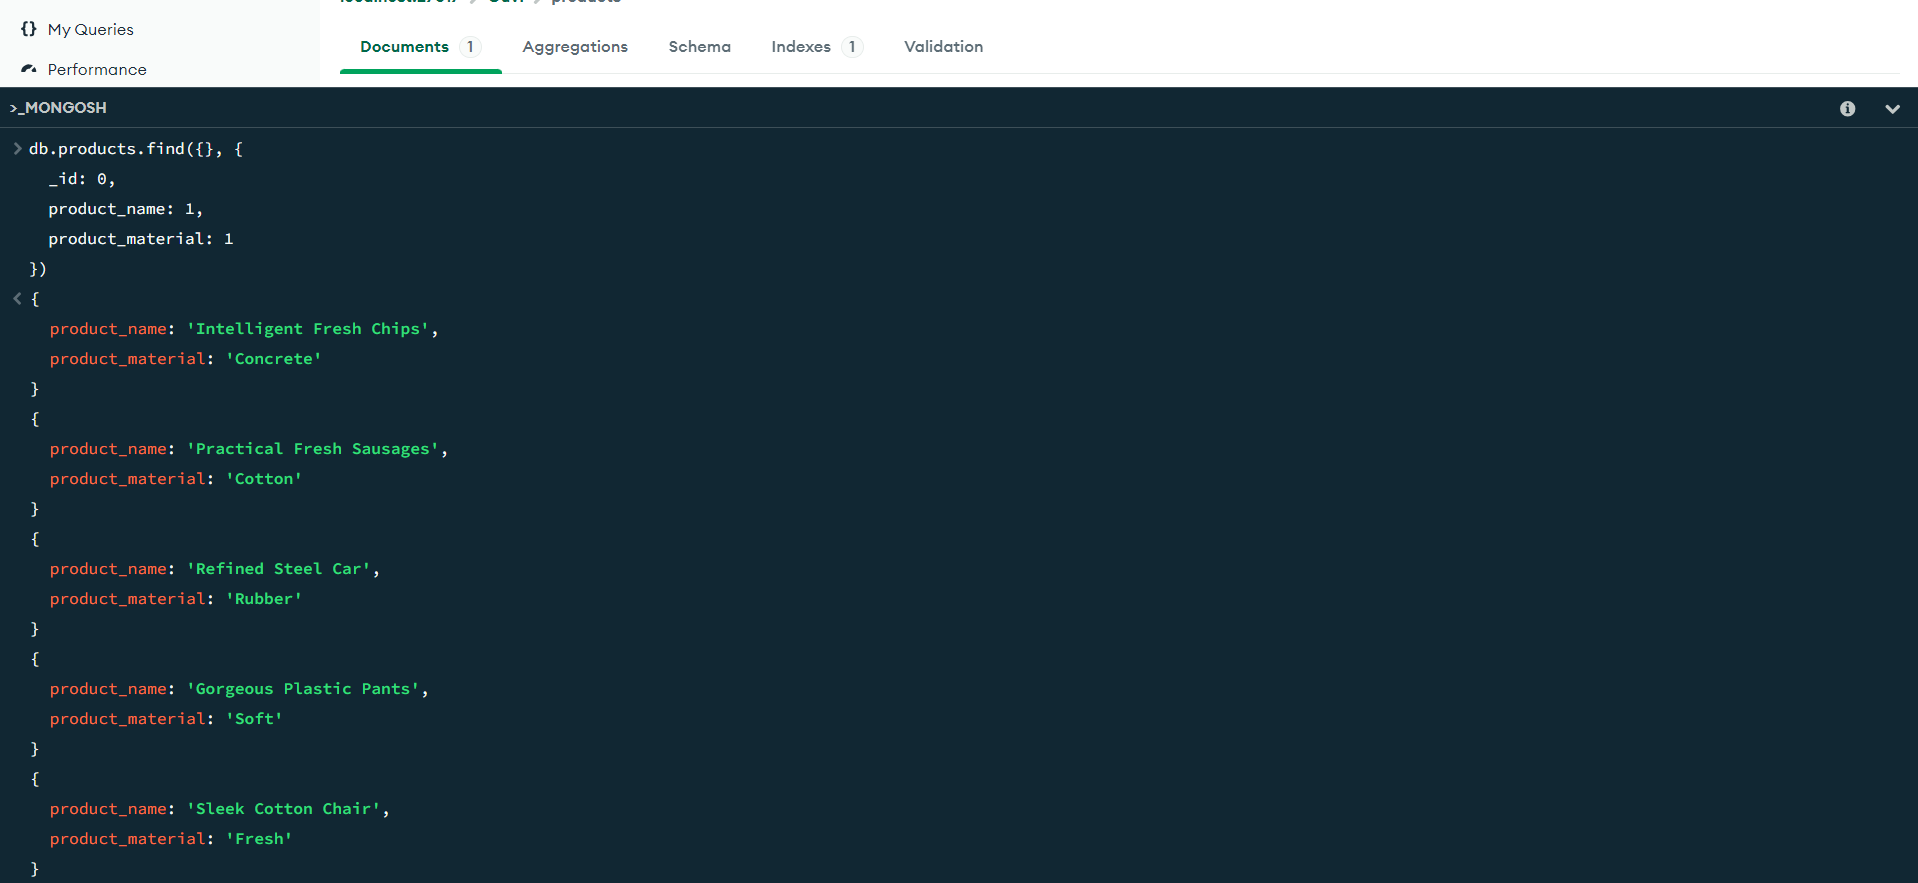 products
{} My Queries
Documents 1 Aggregations Schema Indexes 1 Validation
Performance
>_MONGOSH
db.products.find({}, {
_id: 0,
product_name: 1,
product_material: 1
})
{
product_name: 'Intelligent Fresh Chips',
product_material: 'Concrete'
}
{
product_name: 'Practical Fresh Sausages',
product_material: 'Cotton'
}
{
product_name: 'Refined Steel Car',
product_material: 'Rubber'
}
{
product_name: 'Gorgeous Plastic Pants',
product_material: 'Soft'
}
{
product_name: 'Sleek Cotton Chair',
product_material: 'Fresh'
}